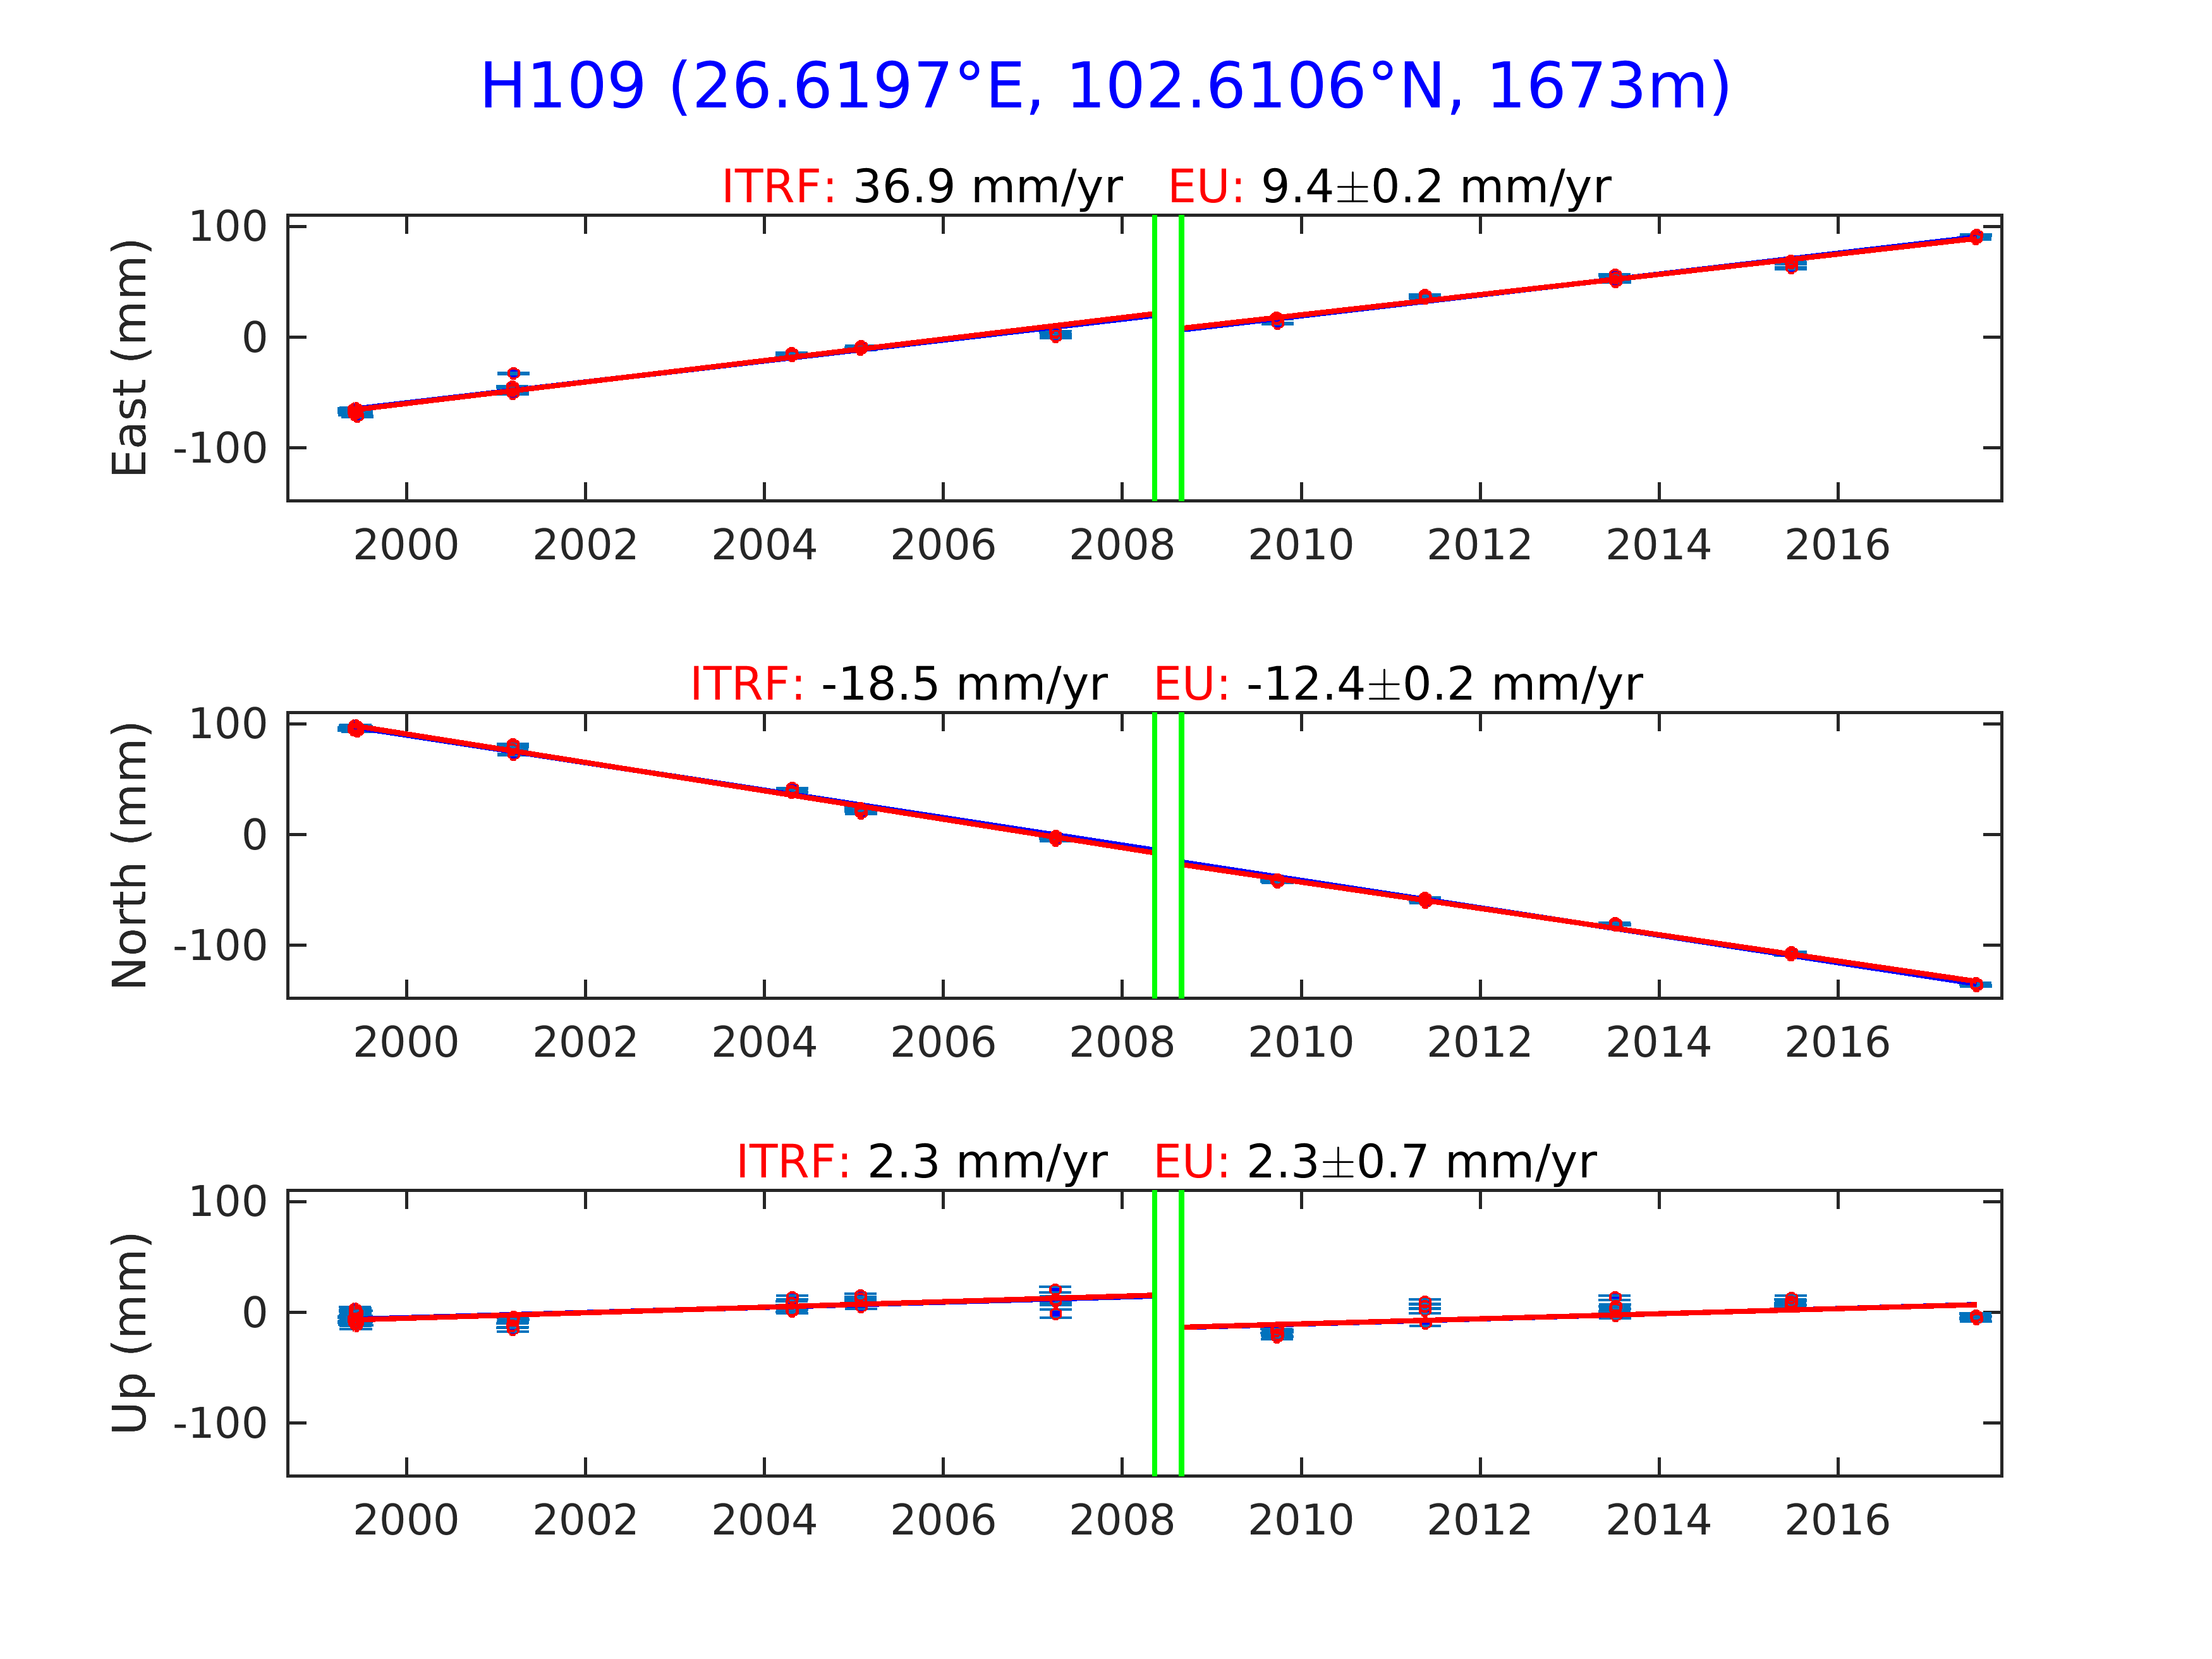 H109 (26.6197°E, 102.6106°N, 1673m)
ITRF: 36.9 mm/yr EU: 9.4±0.2 mm/yr
East (mm)
100
0
-100
2000 2002 2004 2006 2008 2010 2012 2014 2016
ITRF: -18.5 mm/yr EU: -12.4±0.2 mm/yr
North (mm)
100
0
-100
2000 2002 2004 2006 2008 2010 2012 2014 2016
ITRF: 2.3 mm/yr EU: 2.3±0.7 mm/yr
Up (mm)
100
0
-100
2000 2002 2004 2006 2008 2010 2012 2014 2016